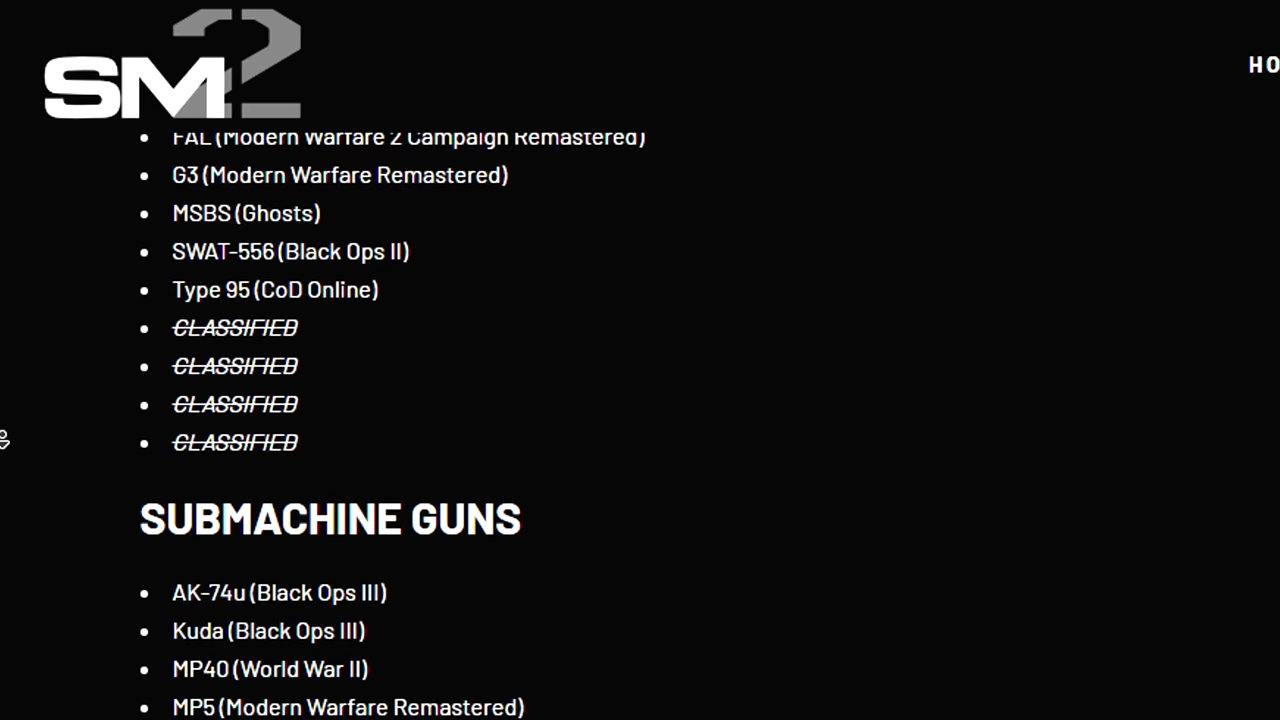 SM2
HO
FAL (Modern Warfare 2 Campaign Remastered)
G3 (Modern Warfare Remastered)
MSBS (Ghosts)
SWAT-556 (Black Ops II)
Type 95 (CoD Online)
CLASSIFIED
CLASSIFIED
CLASSIFIED
CLASSIFIED
SUBMACHINE GUNS
AK-74u (Black Ops III)
Kuda (Black Ops III)
MP40 (World War II)
MP5 (Modern Warfare Remastered)